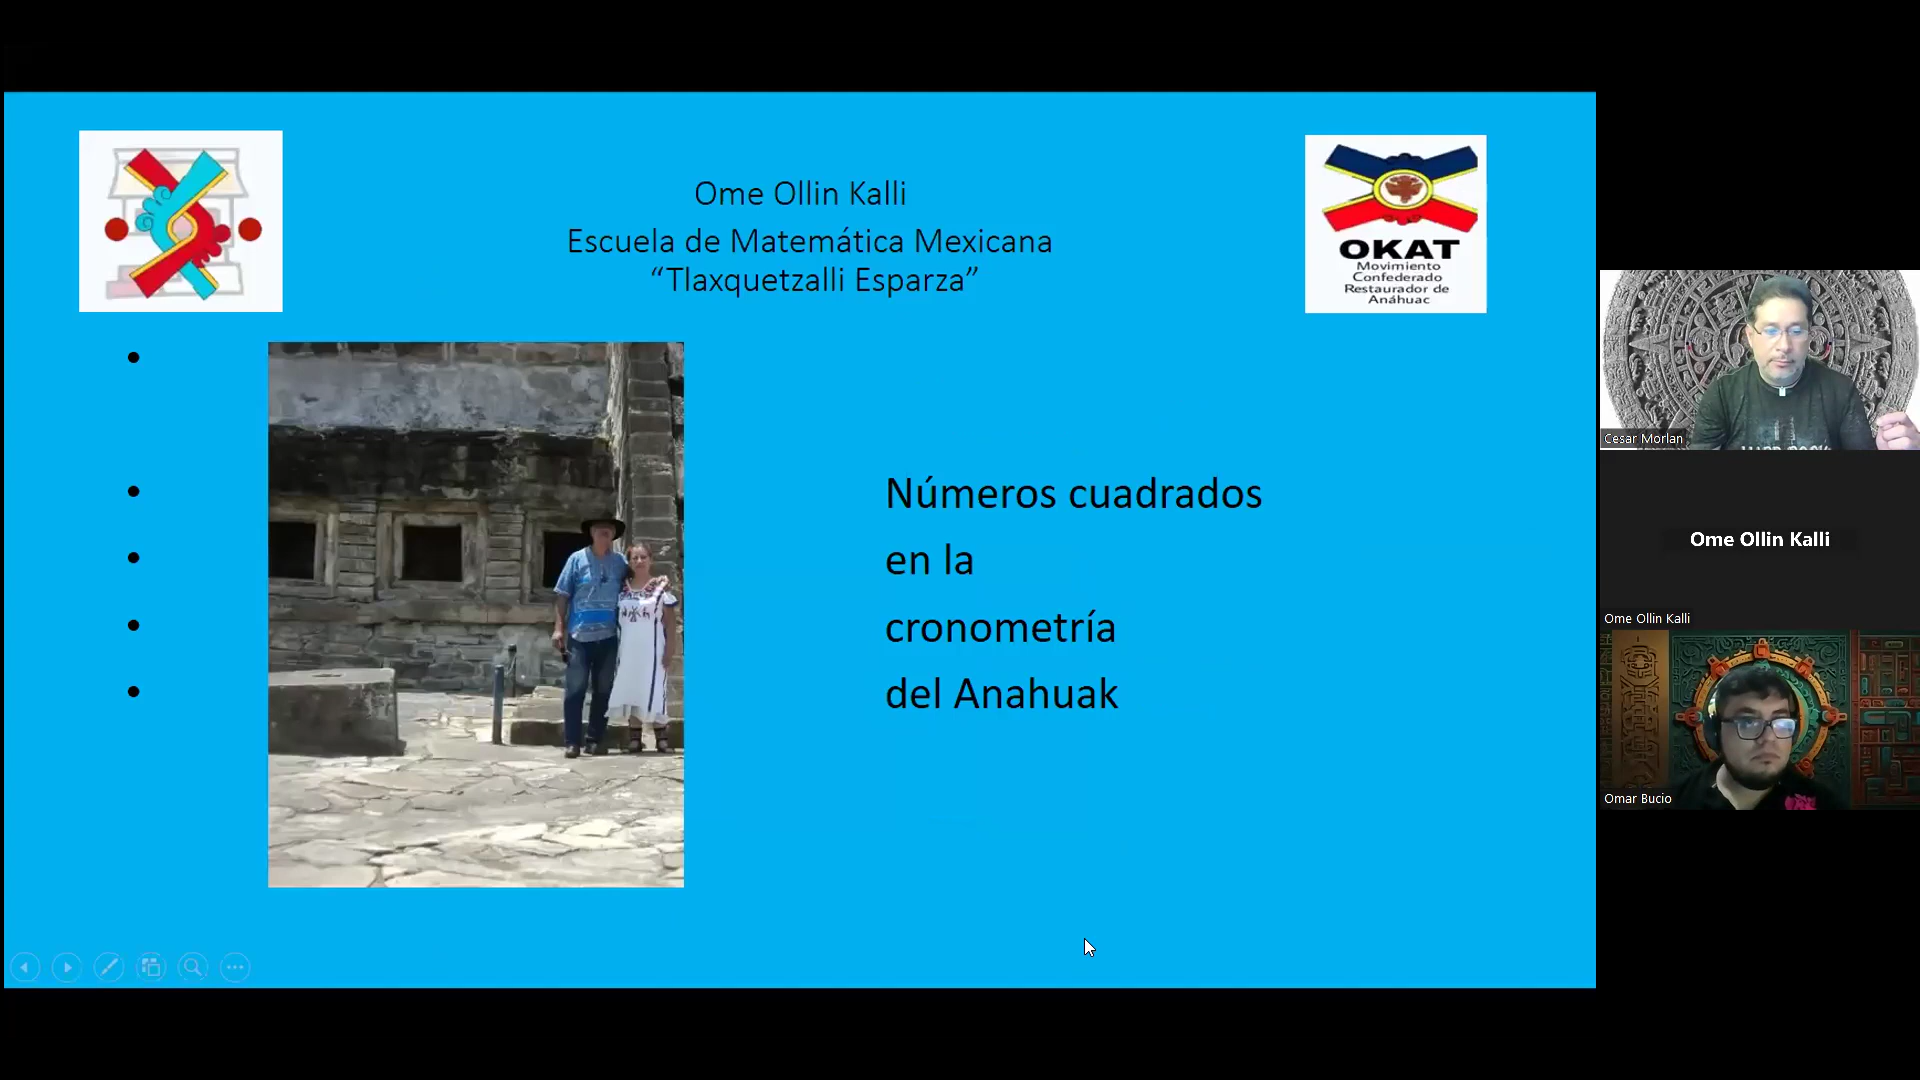 Ome Ollin Kalli
Escuela de Matemática Mexicana
“Tlaxquetzalli Esparza”
OKAT
Movimiento
Confederado
Restaurador de
Anáhuac
Números cuadrados
en la
cronometría
del Anahuak
Cesar Morlan
Ome Ollin Kalli
Ome Ollin Kalli
Omar Bucio